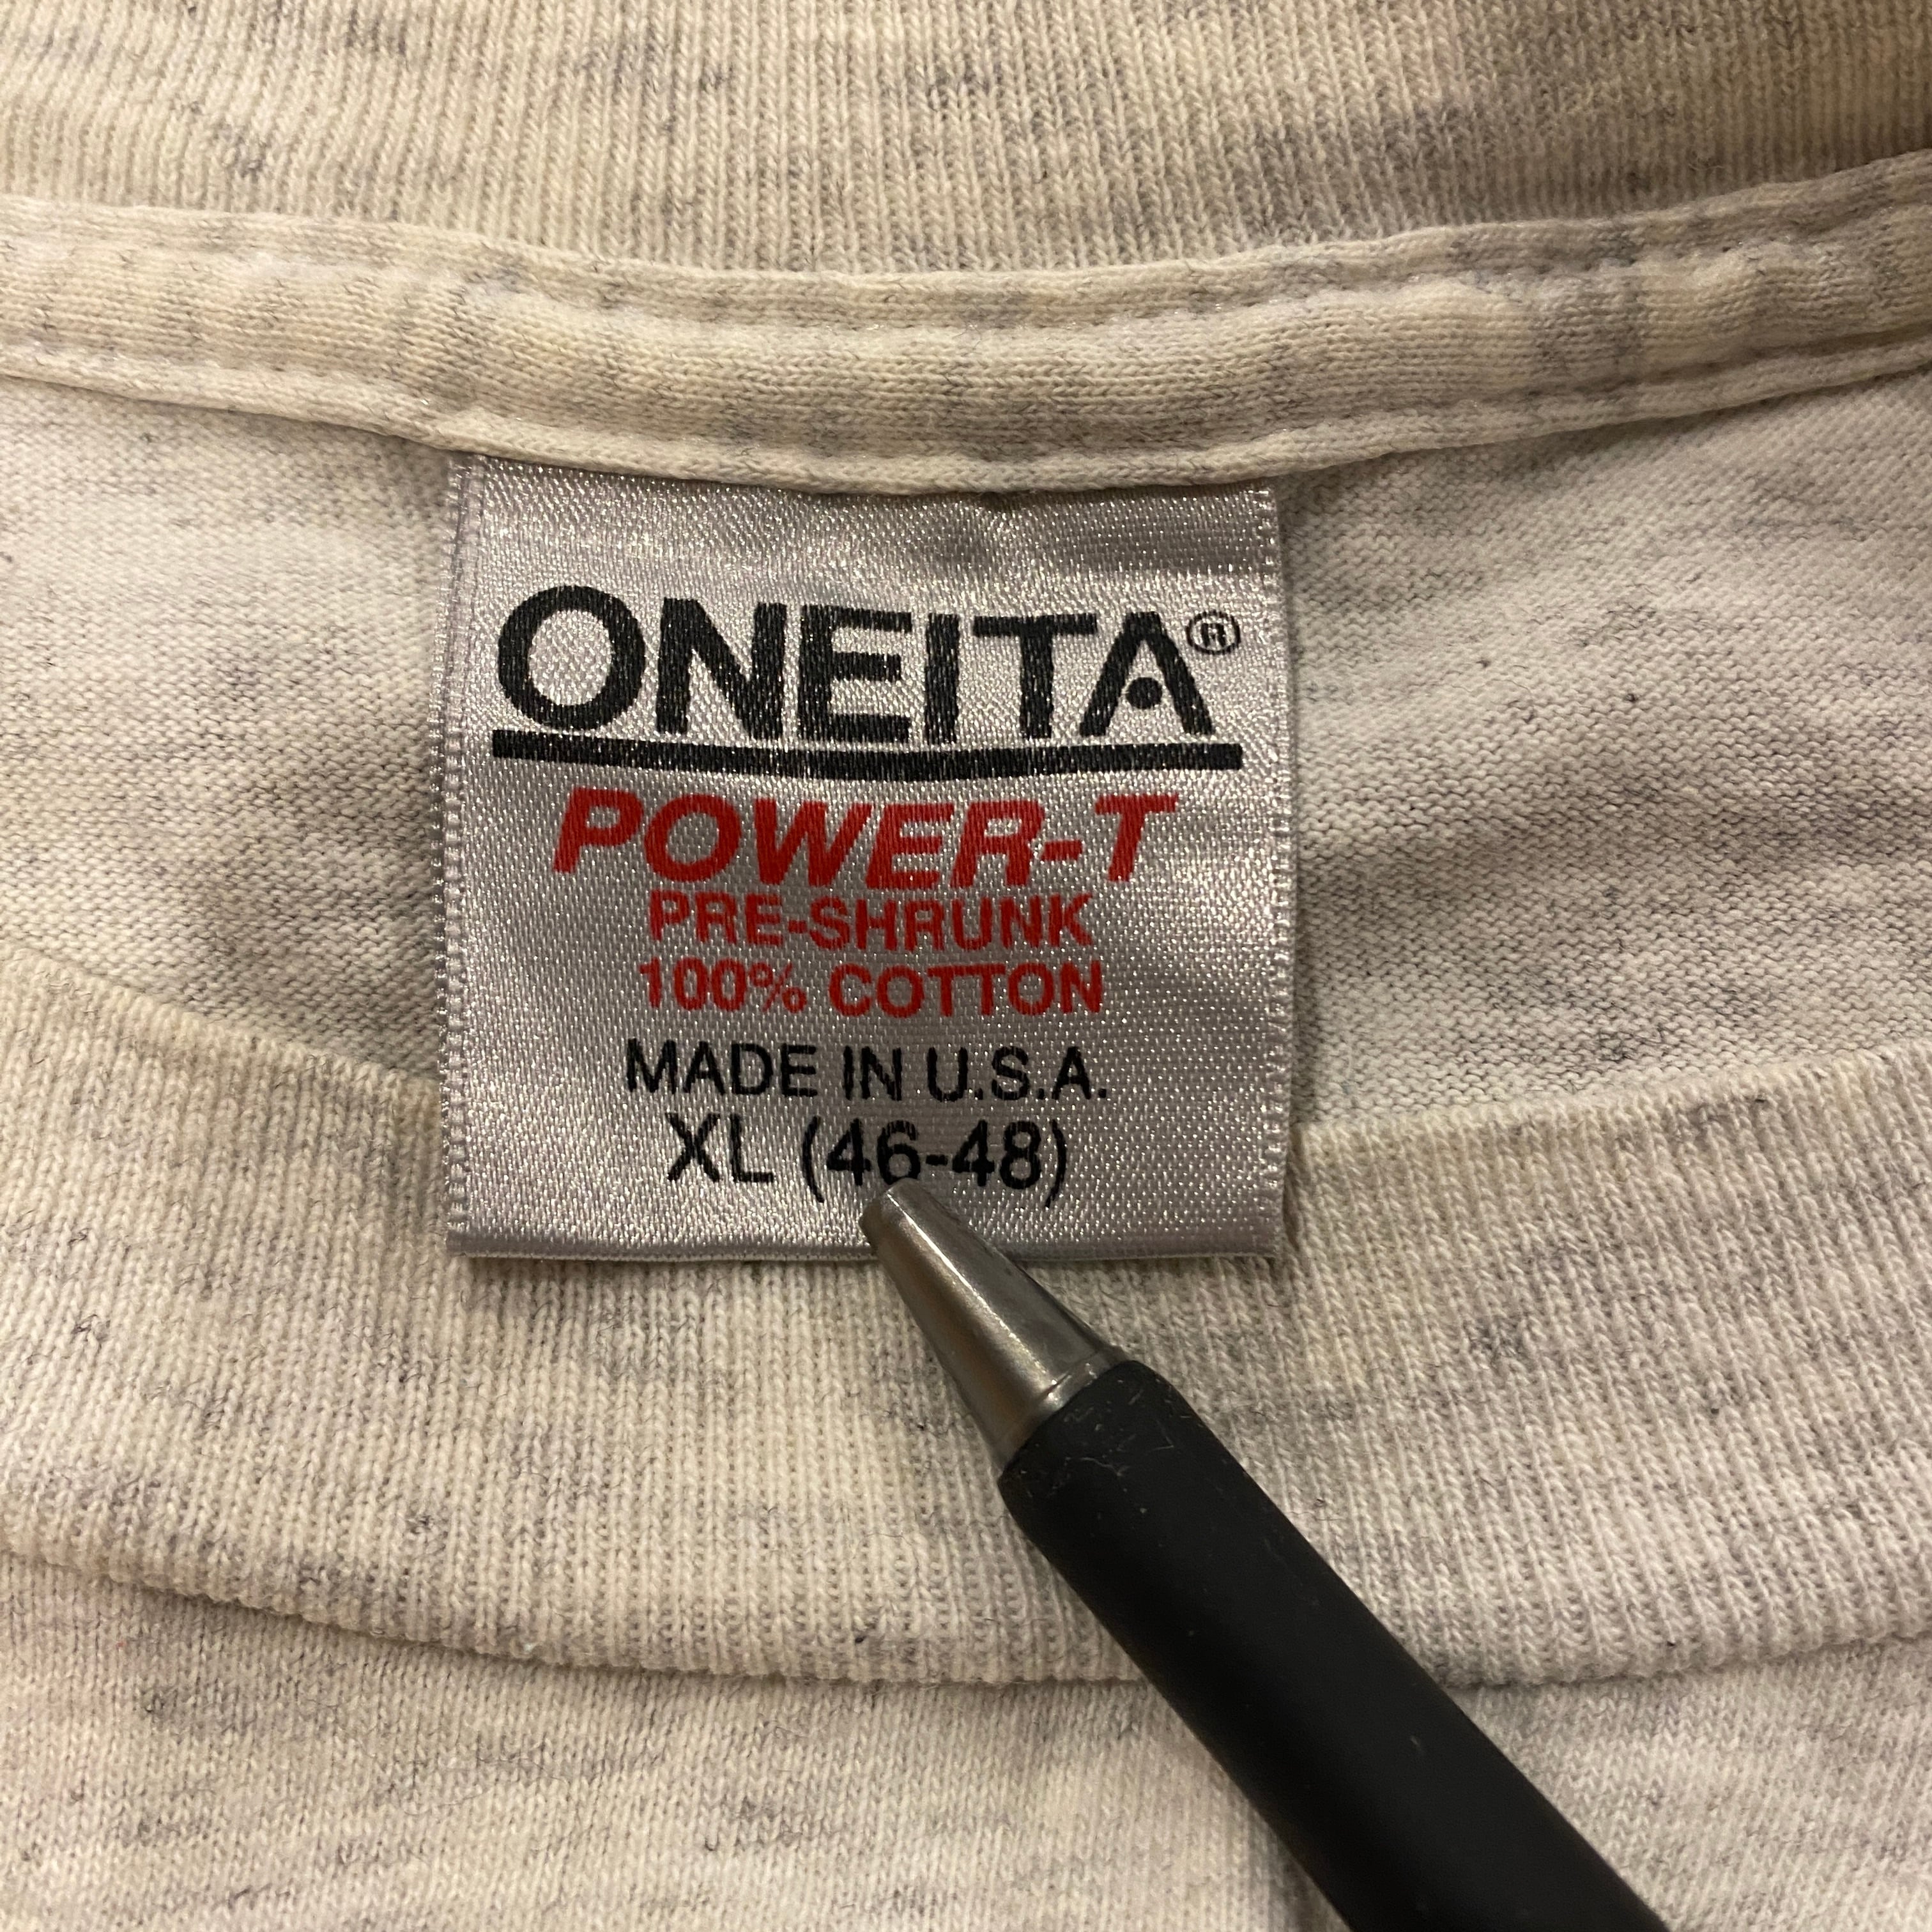 ONEITA®
POWER-T
PRE-SHRUNK
100% COTTON
MADE IN U.S.A.
XL (46-48)